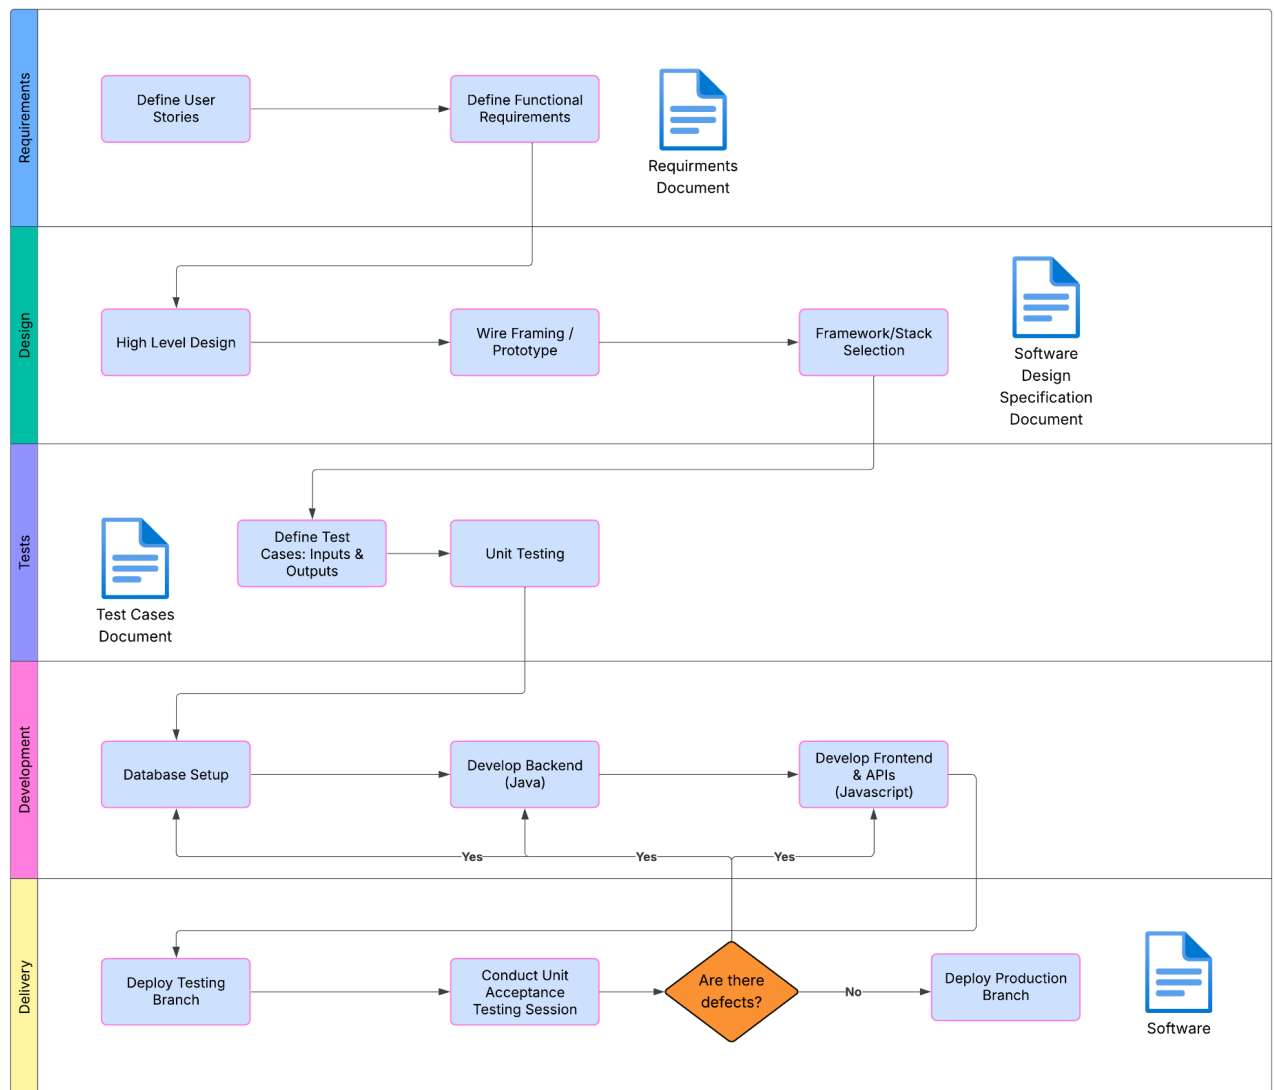 Requirements
Define User
Stories
Define Functional
Requirements
Requirments
Document
Design
High Level Design
Wire Framing /
Prototype
Framework/Stack
Selection
Software
Design
Specification
Document
Tests
Test Cases
Document
Define Test
Cases: Inputs &
Outputs
Unit Testing
Development
Database Setup
Develop Backend
(Java)
Develop Frontend
& APIs
(Javascript)
Yes
Yes
Yes
Delivery
Deploy Testing
Branch
Conduct Unit
Acceptance
Testing Session
Are there
defects?
No
Deploy Production
Branch
Software